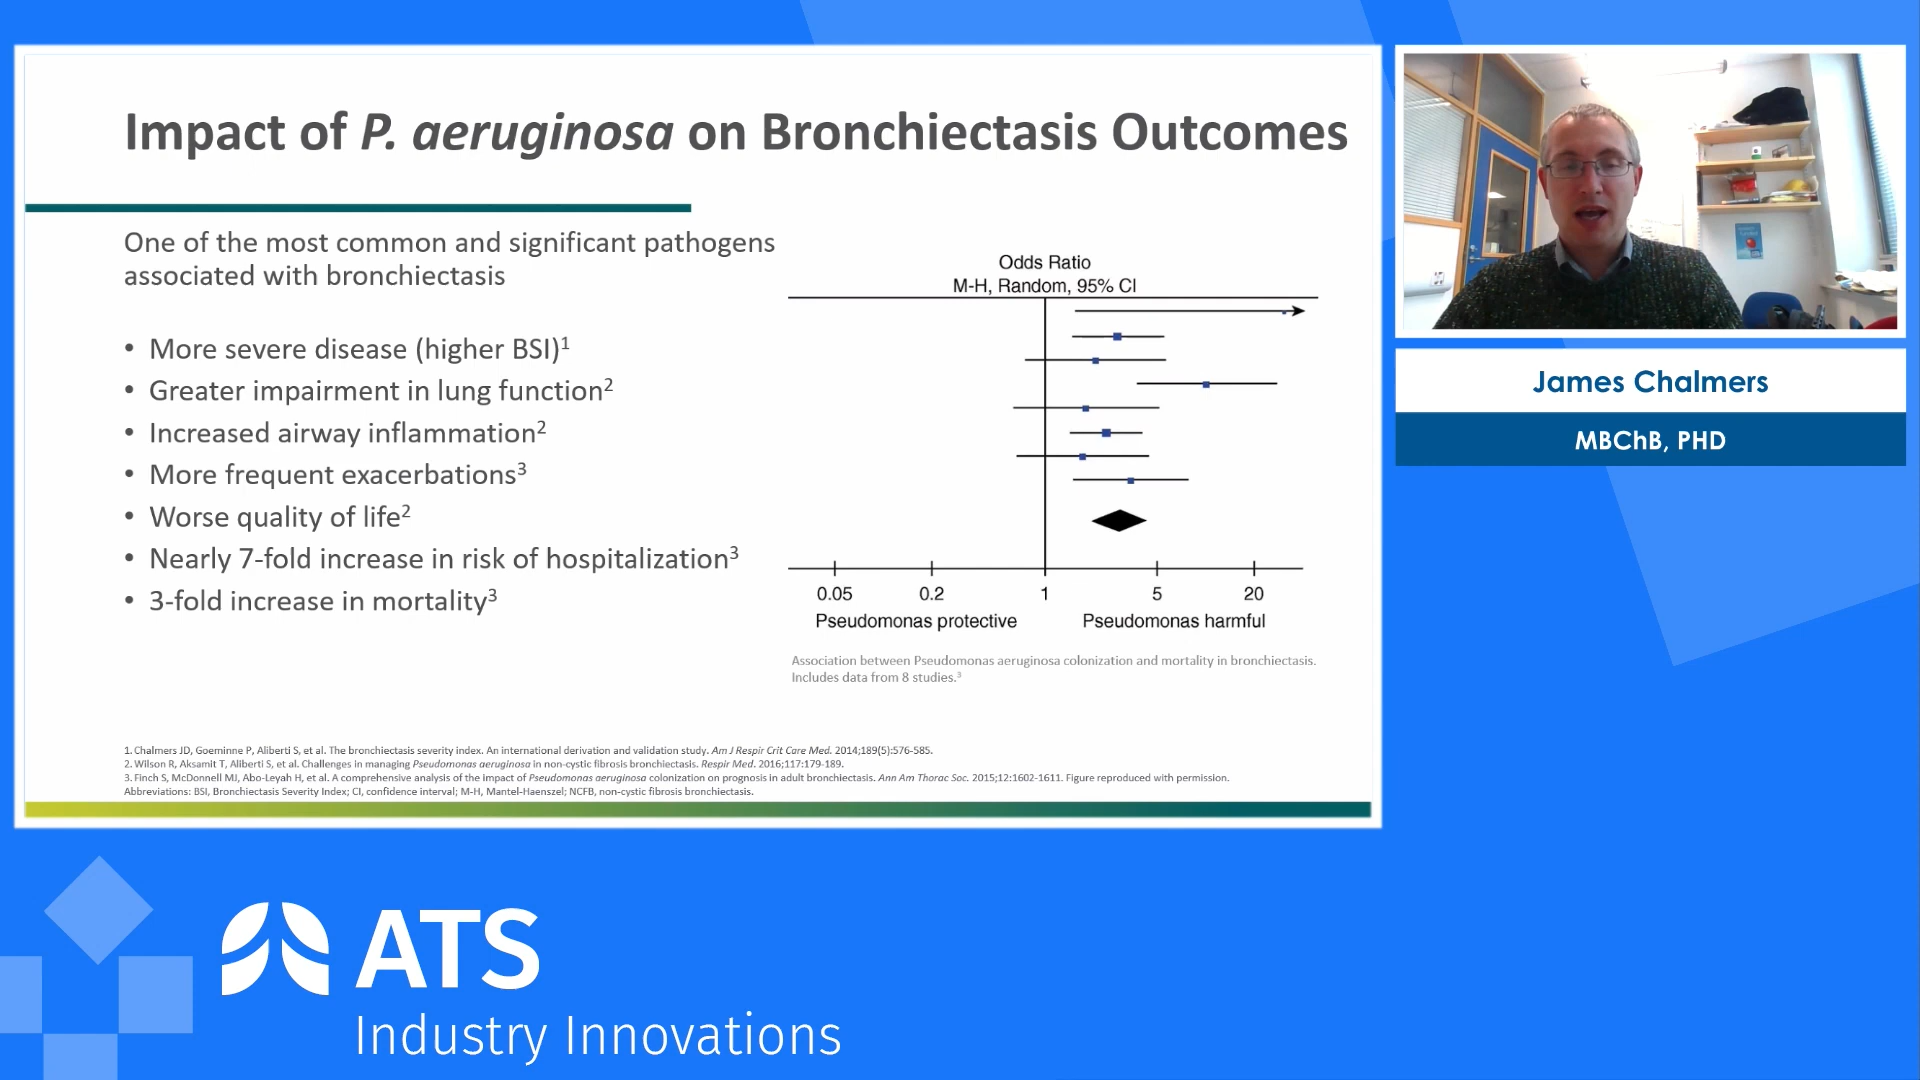 Impact of P. aeruginosa on Bronchiectasis Outcomes
One of the most common and significant pathogens
associated with bronchiectasis
• More severe disease (higher BSI)1
• Greater impairment in lung function2
• Increased airway inflammation2
• More frequent exacerbations3
• Worse quality of life2
• Nearly 7-fold increase in risk of hospitalization3
• 3-fold increase in mortality3
Odds Ratio
M-H, Random, 95% CI
0.05 0.2 1 5 20
Pseudomonas protective Pseudomonas harmful
Association between Pseudomonas aeruginosa colonization and mortality in bronchiectasis.
Includes data from 8 studies.3
1. Chalmers JD, Goeminne P, Aliberti S, et al. The bronchiectasis severity index. An international derivation and validation study. Am J Respir Crit Care Med. 2014;189(5):576-585.
2. Wilson R, Aksamit T, Aliberti S, et al. Challenges in managing Pseudomonas aeruginosa in non-cystic fibrosis bronchiectasis. Respir Med. 2016;117:179-189.
3. Finch S, McDonnell MJ, Abo-Leyah H, et al. A comprehensive analysis of the impact of Pseudomonas aeruginosa colonization on prognosis in adult bronchiectasis. Ann Am Thorac Soc. 2015;12:1602-1611. Figure reproduced with permission.
Abbreviations: BSI, Bronchiectasis Severity Index; CI, confidence interval; M-H, Mantel-Haenszel; NCFB, non-cystic fibrosis bronchiectasis.
James Chalmers
MBChB, PHD
ATS
Industry Innovations